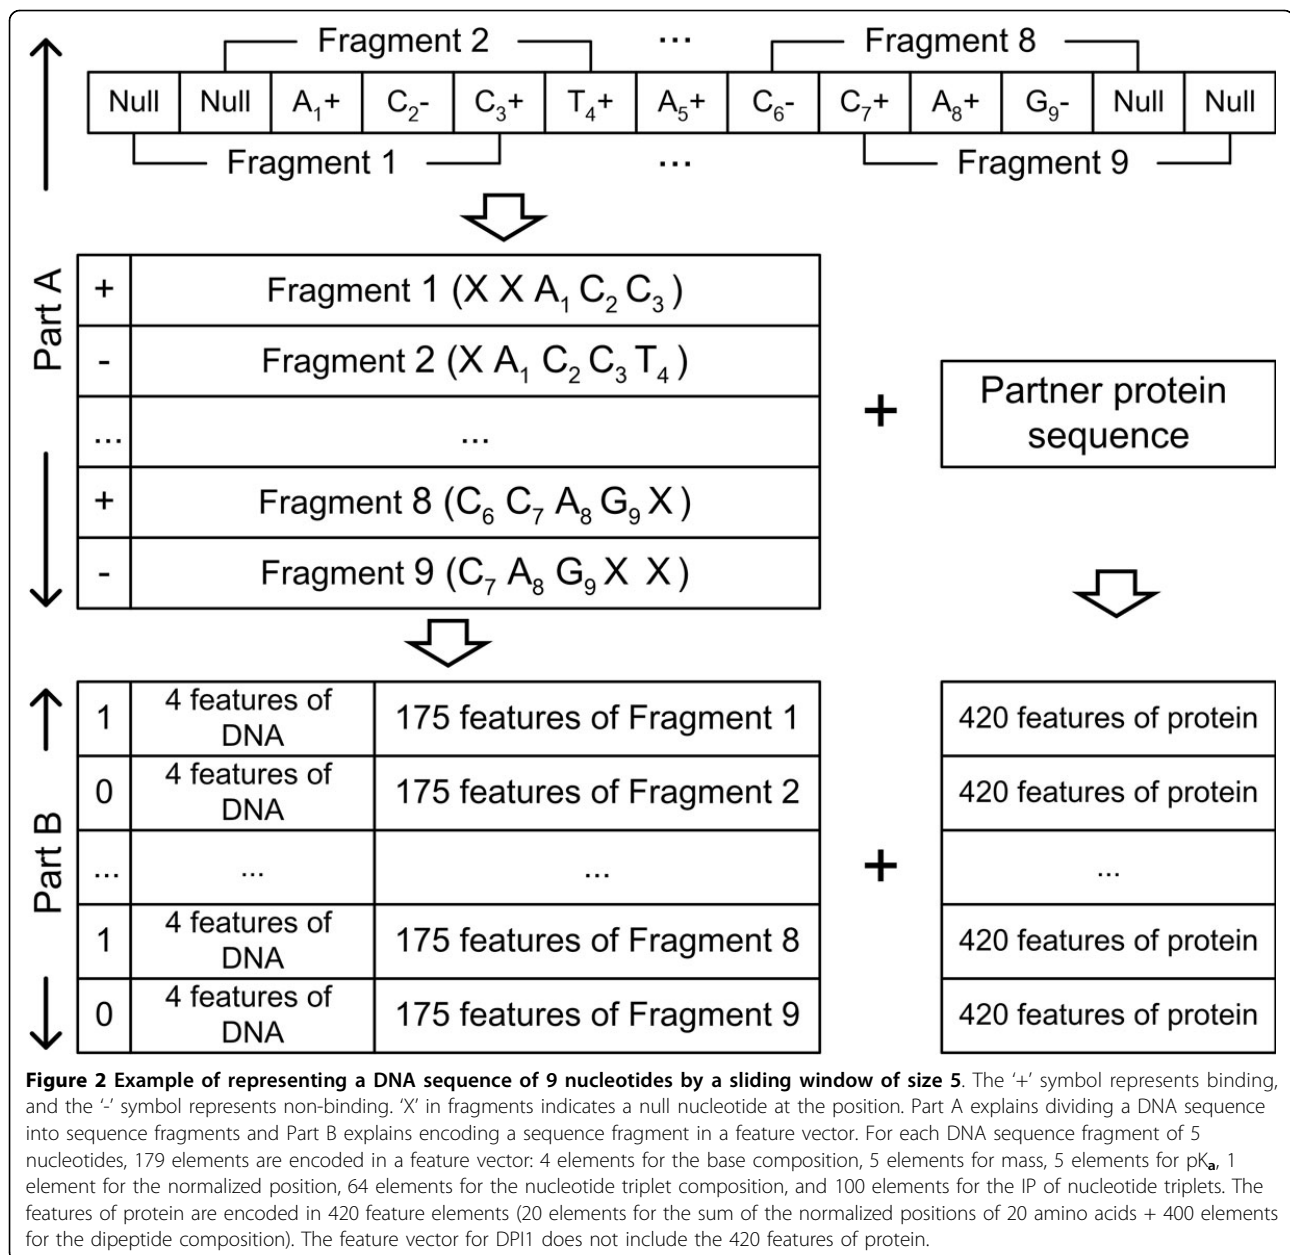 Fragment 2 ... Fragment 8
Null Null A1+ C2- C3+ T4+ A5+ C6- C7+ A8+ G9- Null Null
Fragment 1 ... Fragment 9
Part A
+ Fragment 1 (X X A1 C2 C3)
- Fragment 2 (X A1 C2 C3 T4)
... ...
+ Fragment 8 (C6 C7 A8 G9 X)
- Fragment 9 (C7 A8 G9 X X)
+
Partner protein
sequence
Part B
1 4 features of DNA 175 features of Fragment 1 420 features of protein
0 4 features of DNA 175 features of Fragment 2 420 features of protein
... ... ... + ...
1 4 features of DNA 175 features of Fragment 8 420 features of protein
0 4 features of DNA 175 features of Fragment 9 420 features of protein
Figure 2 Example of representing a DNA sequence of 9 nucleotides by a sliding window of size 5. The '+' symbol represents binding,
and the '-' symbol represents non-binding. 'X' in fragments indicates a null nucleotide at the position. Part A explains dividing a DNA sequence
into sequence fragments and Part B explains encoding a sequence fragment in a feature vector. For each DNA sequence fragment of 5
nucleotides, 179 elements are encoded in a feature vector: 4 elements for the base composition, 5 elements for mass, 5 elements for pKa, 1
element for the normalized position, 64 elements for the nucleotide triplet composition, and 100 elements for the IP of nucleotide triplets. The
features of protein are encoded in 420 feature elements (20 elements for the sum of the normalized positions of 20 amino acids + 400 elements
for the dipeptide composition). The feature vector for DPI1 does not include the 420 features of protein.